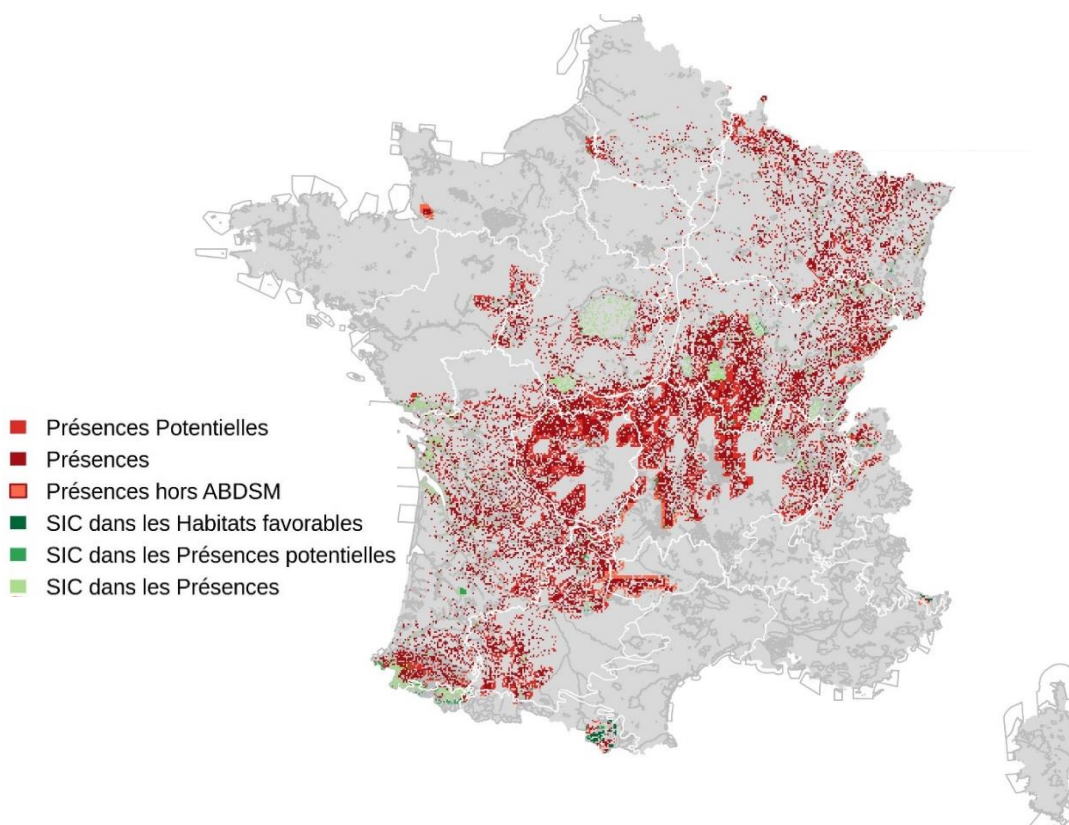 Présences Potentielles
Présences
Présences hors ABDSM
SIC dans les Habitats favorables
SIC dans les Présences potentielles
SIC dans les Présences